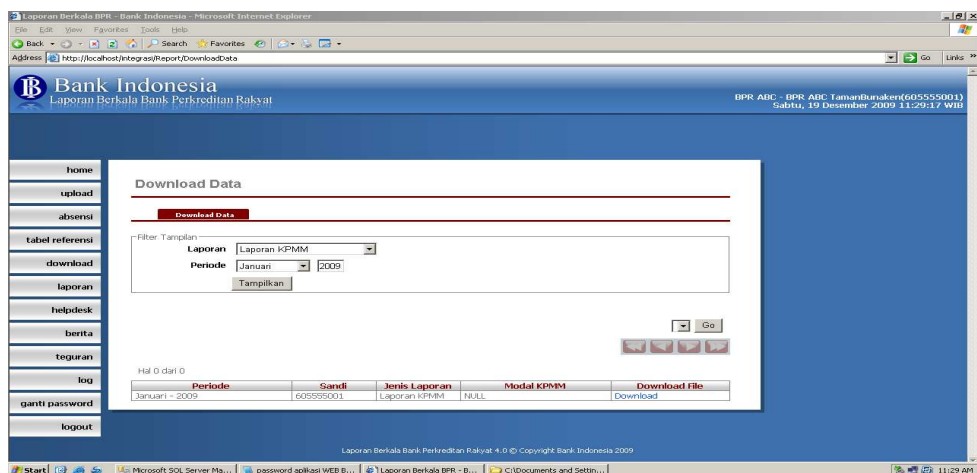 Laporan Berkala BPR - Bank Indonesia - Microsoft Internet Explorer
File Edit View Favorites Tools Help
Back Search Favorites
Address http://localhost/integrasi/Report/DownloadData Go Links »
Bank Indonesia
Laporan Berkala Bank Perkreditan Rakyat
BPR ABC - BPR ABC TamanBunaken(605555001)
Sabtu, 19 Desember 2009 11:29:17 WIB
home
upload
absensi
tabel referensi
download
laporan
helpdesk
berita
teguran
log
ganti password
logout
Download Data
Download Data
Filter Tampilan
Laporan Laporan KPMM
Periode Januari 2009
Tampilkan
Go
Hal 0 dari 0
Periode Sandi Jenis Laporan Modal KPMM Download File
Januari - 2009 605555001 Laporan KPMM NULL Download
Laporan Berkala Bank Perkreditan Rakyat 4.0 © Copyright Bank Indonesia 2009
Start Microsoft SQL Server Ma... password aplikasi WEB B... Laporan Berkala BPR - B... C:\Documents and Settin... 11:29 AM